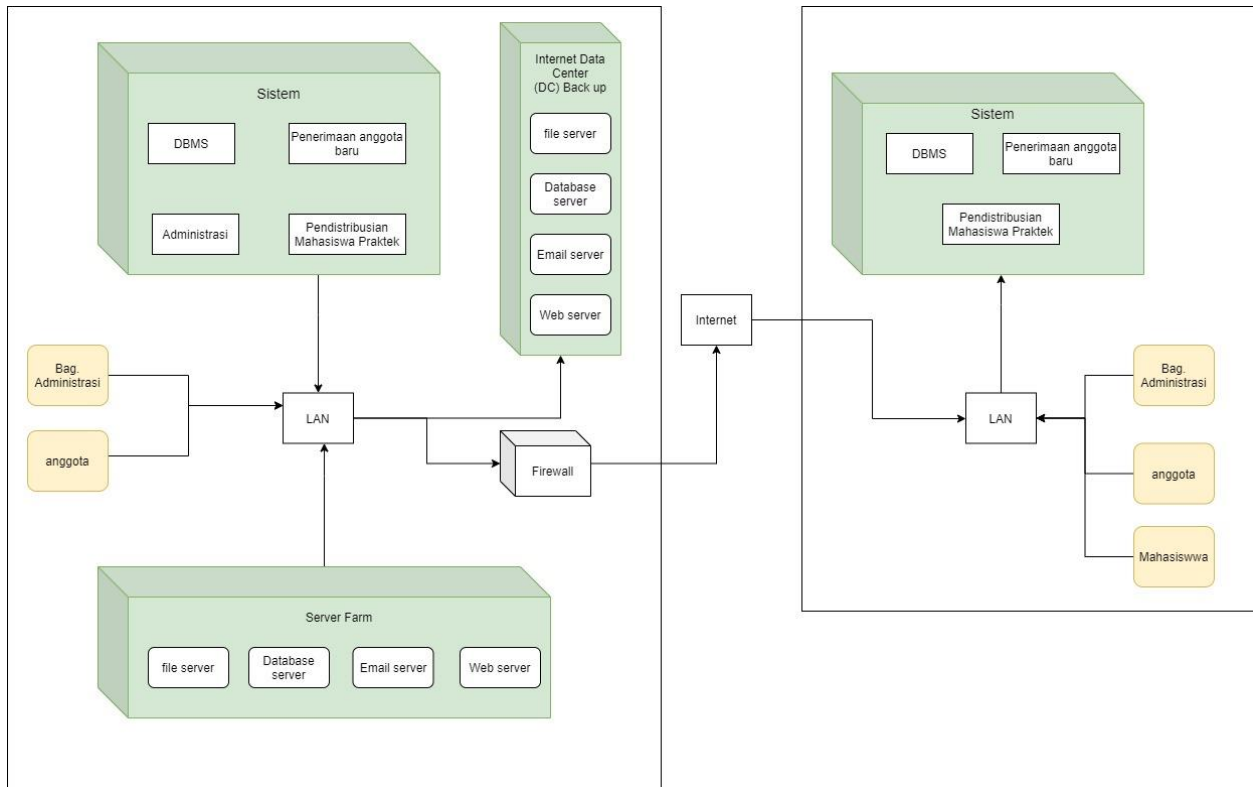 Sistem
DBMS
Penerimaan anggota
baru
Administrasi
Pendistribusian
Mahasiswa Praktek
Internet Data
Center
(DC) Back up
file server
Database
server
Email server
Web server
Bag.
Administrasi
anggota
LAN
Firewall
Server Farm
file server
Database
server
Email server
Web server
Internet
Sistem
DBMS
Penerimaan anggota
baru
Pendistribusian
Mahasiswa Praktek
LAN
Bag.
Administrasi
anggota
Mahasiswwa